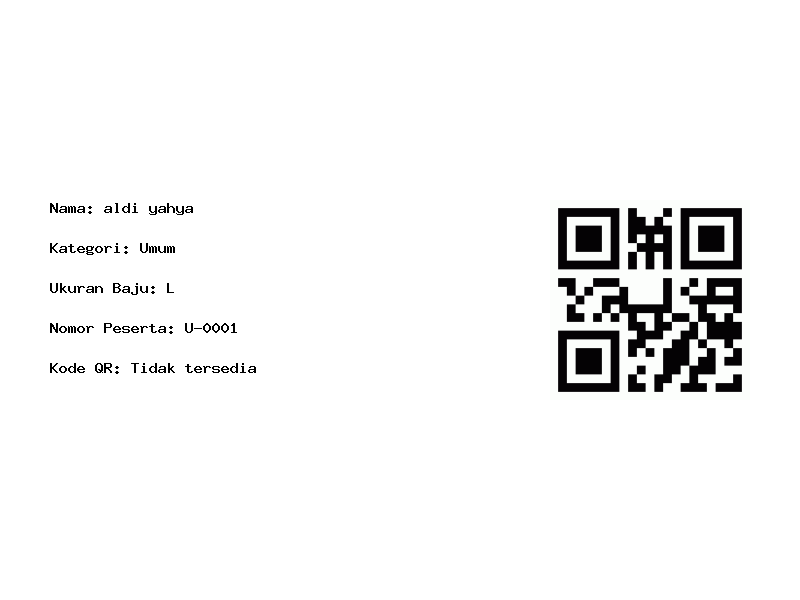 Nama: aldi yahya
Kategori: Umum
Ukuran Baju: L
Nomor Peserta: U-0001
Kode QR: Tidak tersedia